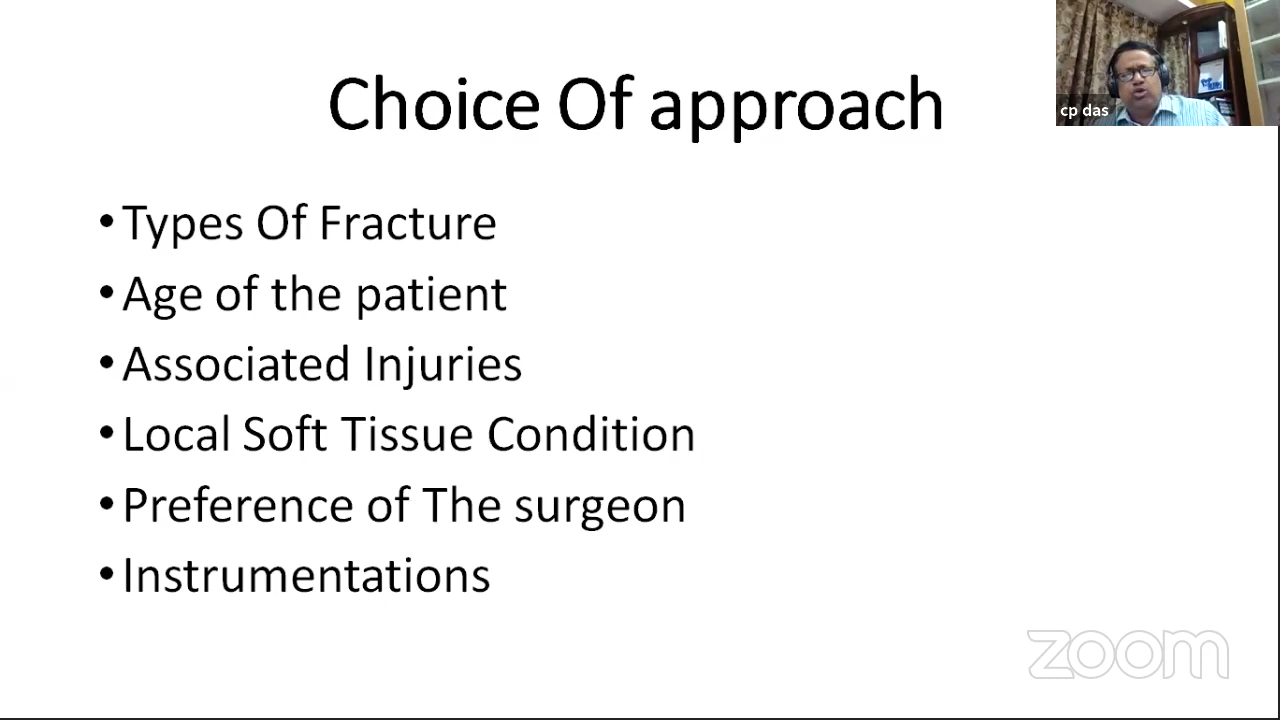 Choice Of approach
cp das
•Types Of Fracture
•Age of the patient
•Associated Injuries
•Local Soft Tissue Condition
•Preference of The surgeon
•Instrumentations
zoom